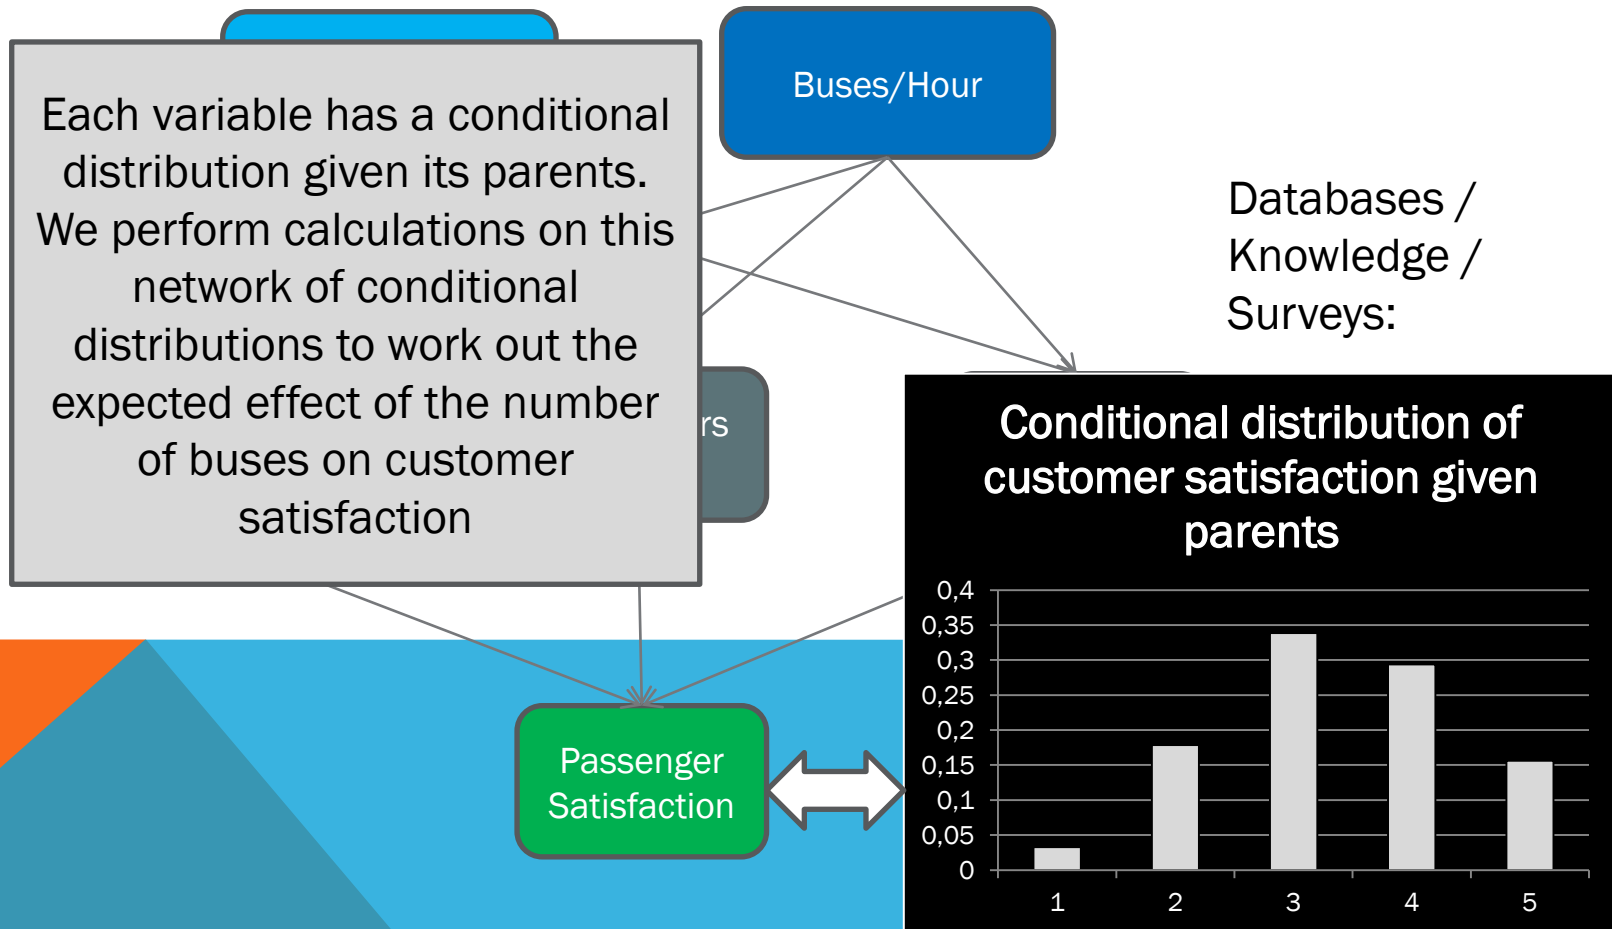 Buses/Hour
Each variable has a conditional
distribution given its parents.
We perform calculations on this
network of conditional
distributions to work out the
expected effect of the number
of buses on customer
satisfaction
Databases /
Knowledge /
Surveys:
Conditional distribution of
customer satisfaction given
parents
0,4
0,35
0,3
0,25
0,2
0,15
0,1
0,05
0
1 2 3 4 5
Passenger
Satisfaction